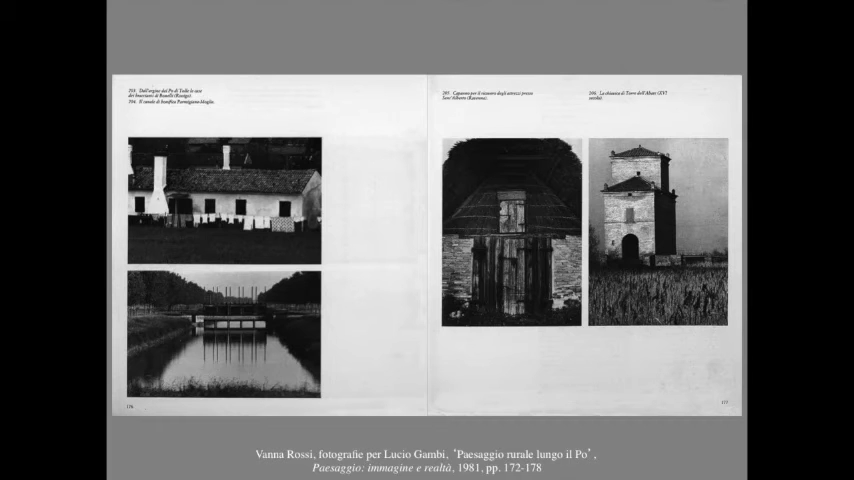 203. Dall'argine del Po di Tolle le case
dei braccianti di Bonelli (Rovigo).
204. Il canale di bonifica Parmigiana-Moglia.
205. Capanno per il ricovero degli attrezzi presso
Sant'Alberto (Ravenna).
206. La chiavica di Torre dell'Abate (XVI
secolo).
176
177
Vanna Rossi, fotografie per Lucio Gambi, "Paesaggio rurale lungo il Po",
Paesaggio: immagine e realtà, 1981, pp. 172-178